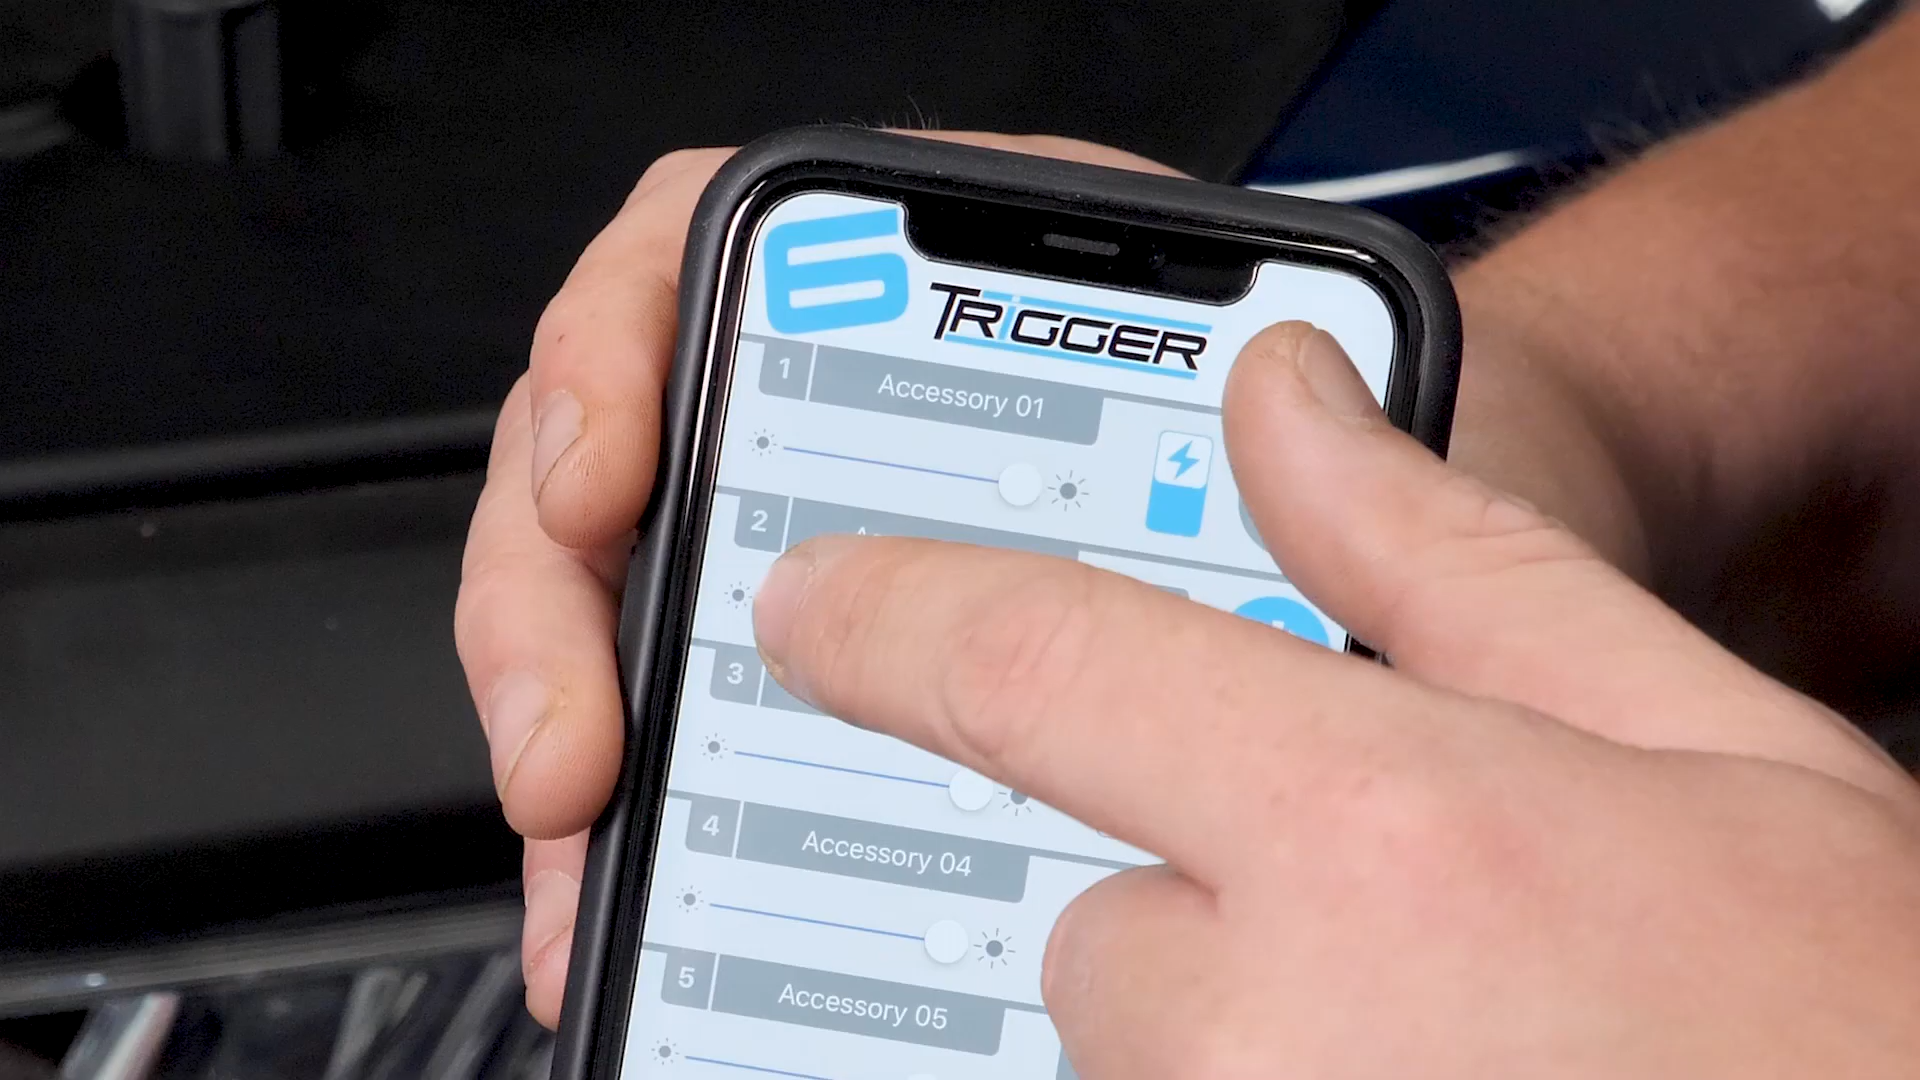 6
TRIGGER
1 Accessory 01
2
3
4 Accessory 04
5 Accessory 05